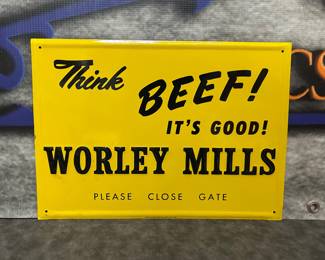 Think
BEEF!
IT'S GOOD!
WORLEY MILLS
PLEASE CLOSE GATE